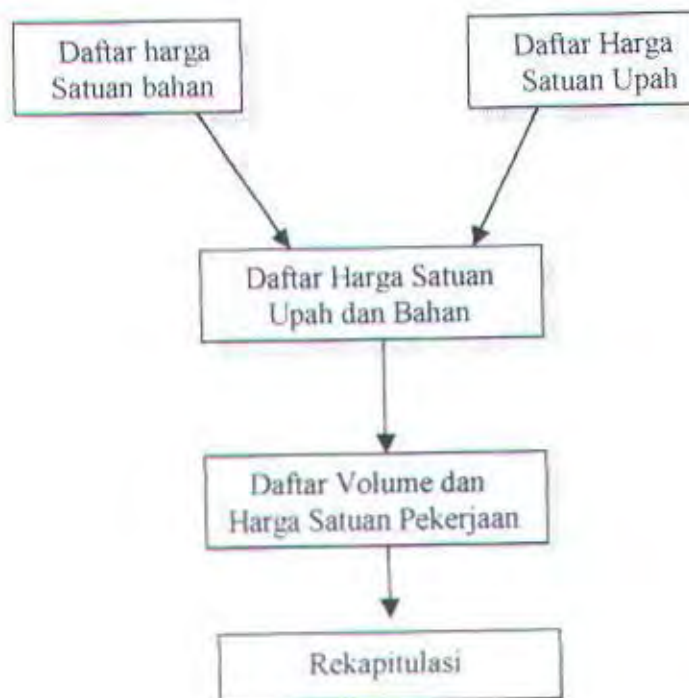 Daftar harga
Satuan bahan
Daftar Harga
Satuan Upah
Daftar Harga Satuan
Upah dan Bahan
Daftar Volume dan
Harga Satuan Pekerjaan
Rekapitulasi